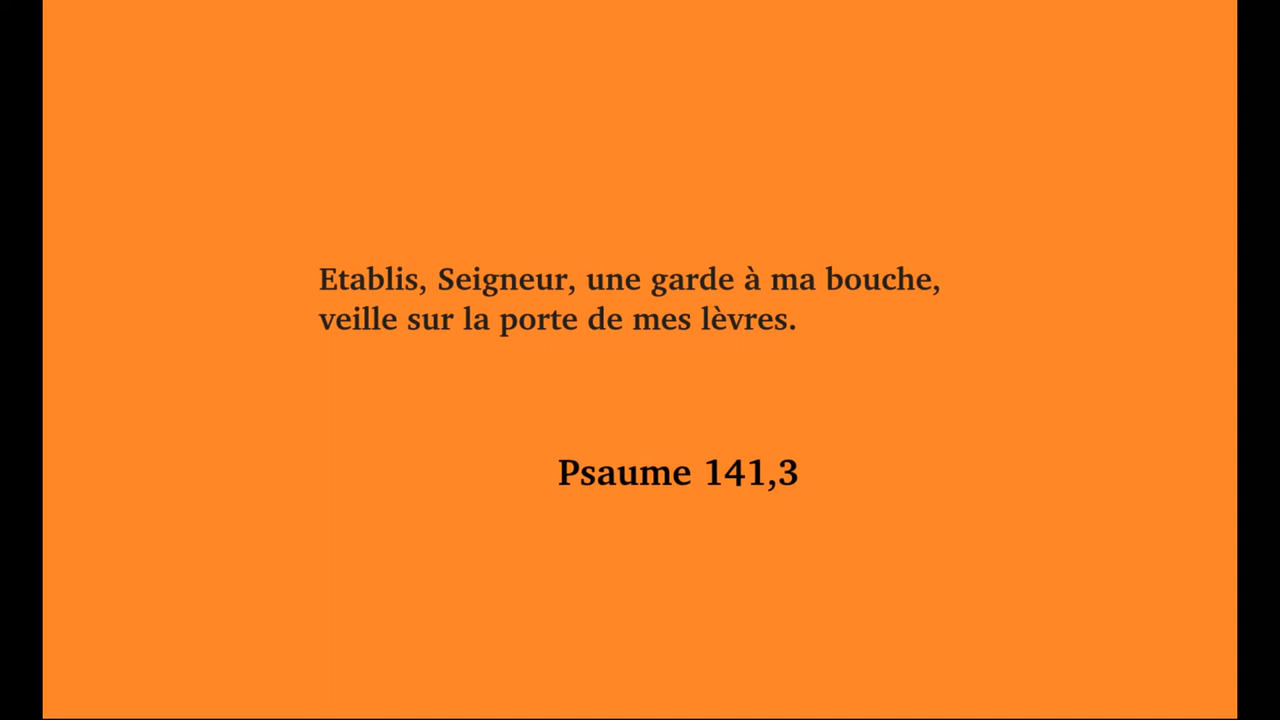 Etablis, Seigneur, une garde à ma bouche,
veille sur la porte de mes lèvres.
Psaume 141,3